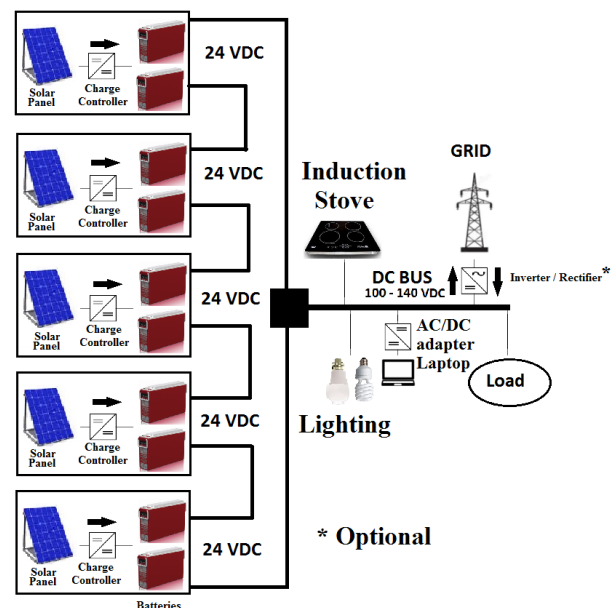 24 VDC
Solar
Panel
Charge
Controller
24 VDC
Solar
Panel
Charge
Controller
24 VDC
Solar
Panel
Charge
Controller
24 VDC
Solar
Panel
Charge
Controller
24 VDC
Solar
Panel
Charge
Controller
Batteries
Induction
Stove
GRID
DC BUS
100 - 140 VDC
Inverter / Rectifier*
AC/DC
adapter
Laptop
Load
Lighting
* Optional